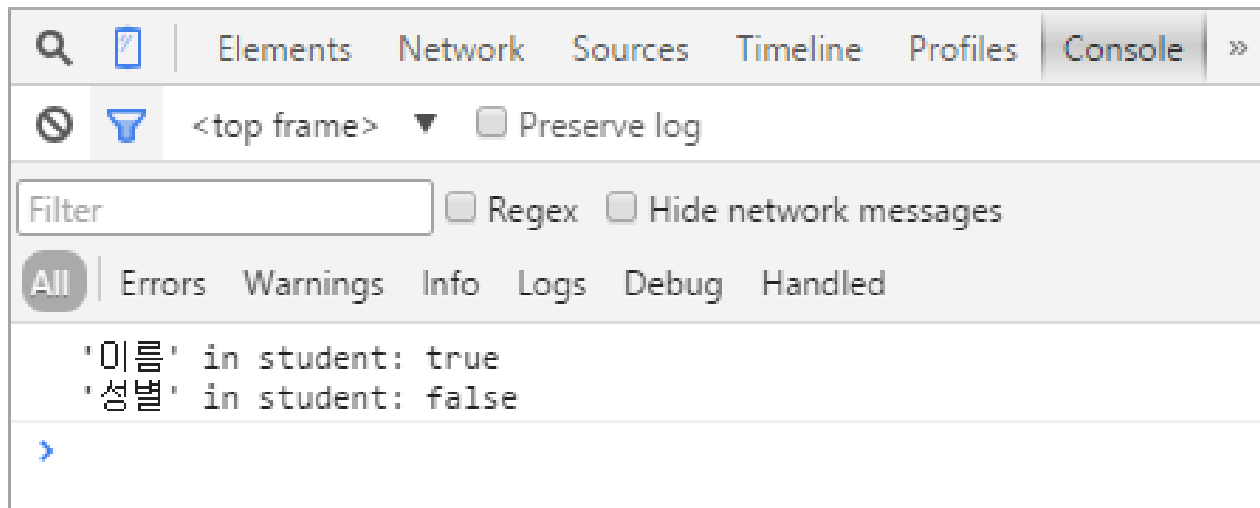 Elements Network Sources Timeline Profiles Console »
<top frame> ▼ Preserve log
Filter Regex Hide network messages
All Errors Warnings Info Logs Debug Handled
'이름' in student: true
'성별' in student: false
>